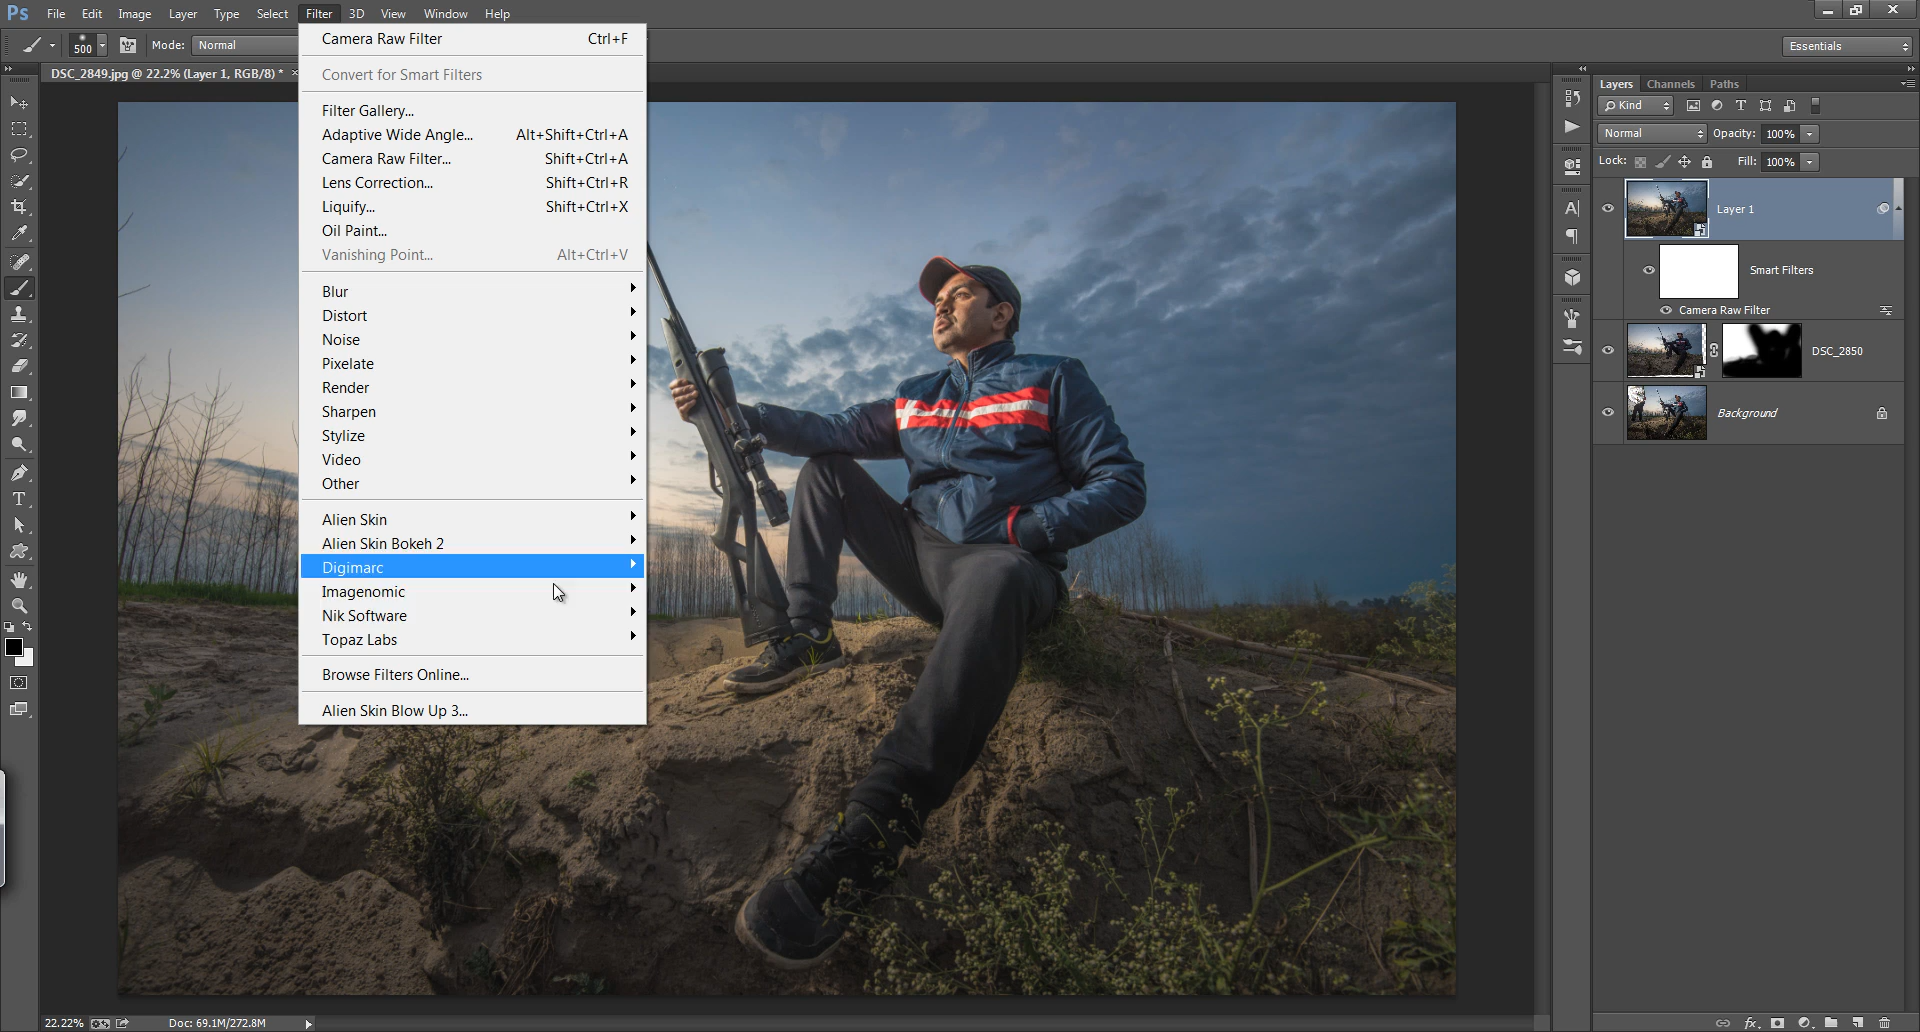 Ps File Edit Image Layer Type Select Filter 3D View Window Help
500 Mode: Normal Essentials
DSC_2849.jpg @ 22.2% (Layer 1, RGB/8) * ×
Camera Raw Filter Ctrl+F
Convert for Smart Filters
Filter Gallery...
Adaptive Wide Angle... Alt+Shift+Ctrl+A
Camera Raw Filter... Shift+Ctrl+A
Lens Correction... Shift+Ctrl+R
Liquify... Shift+Ctrl+X
Oil Paint...
Vanishing Point... Alt+Ctrl+V
Blur
Distort
Noise
Pixelate
Render
Sharpen
Stylize
Video
Other
Alien Skin
Alien Skin Bokeh 2
Digimarc
Imagenomic
Nik Software
Topaz Labs
Browse Filters Online...
Alien Skin Blow Up 3...
Layers Channels Paths
Kind
Normal Opacity: 100%
Lock: Fill: 100%
Layer 1
Smart Filters
Camera Raw Filter
DSC_2850
Background
22.22% Doc: 69.1M/272.8M